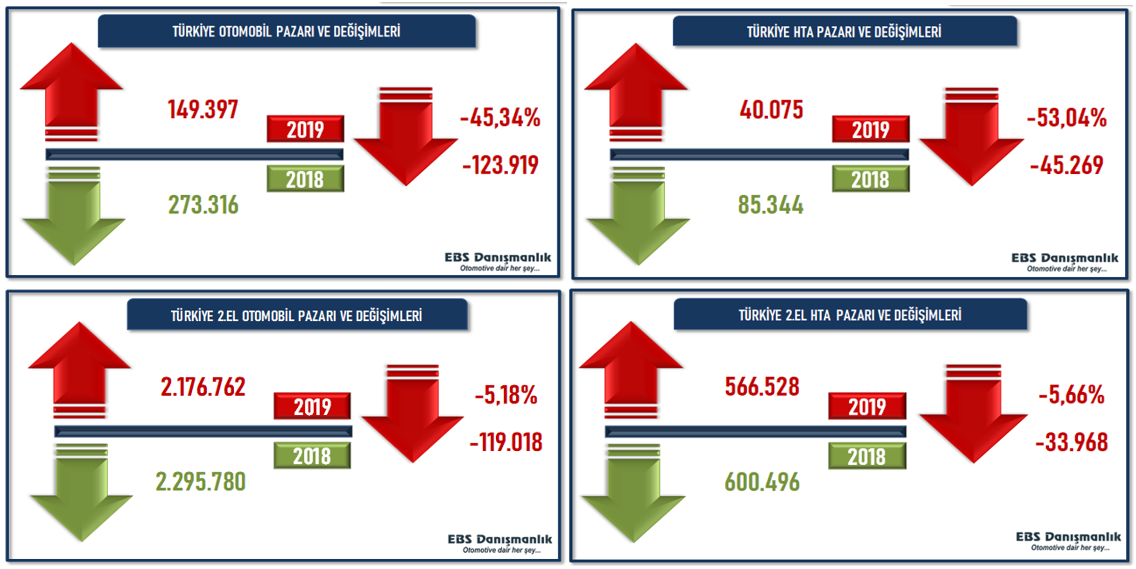 TÜRKİYE OTOMOBİL PAZARI VE DEĞİŞİMLERİ
149.397
2019
-45,34%
-123.919
2018
273.316
EBS Danışmanlık
Otomotive dair her şey...
TÜRKİYE HTA PAZARI VE DEĞİŞİMLERİ
40.075
2019
-53,04%
-45.269
2018
85.344
EBS Danışmanlık
Otomotive dair her şey...
TÜRKİYE 2.EL OTOMOBİL PAZARI VE DEĞİŞİMLERİ
2.176.762
2019
-5,18%
-119.018
2018
2.295.780
EBS Danışmanlık
Otomotive dair her şey...
TÜRKİYE 2.EL HTA PAZARI VE DEĞİŞİMLERİ
566.528
2019
-5,66%
-33.968
2018
600.496
EBS Danışmanlık
Otomotive dair her şey...